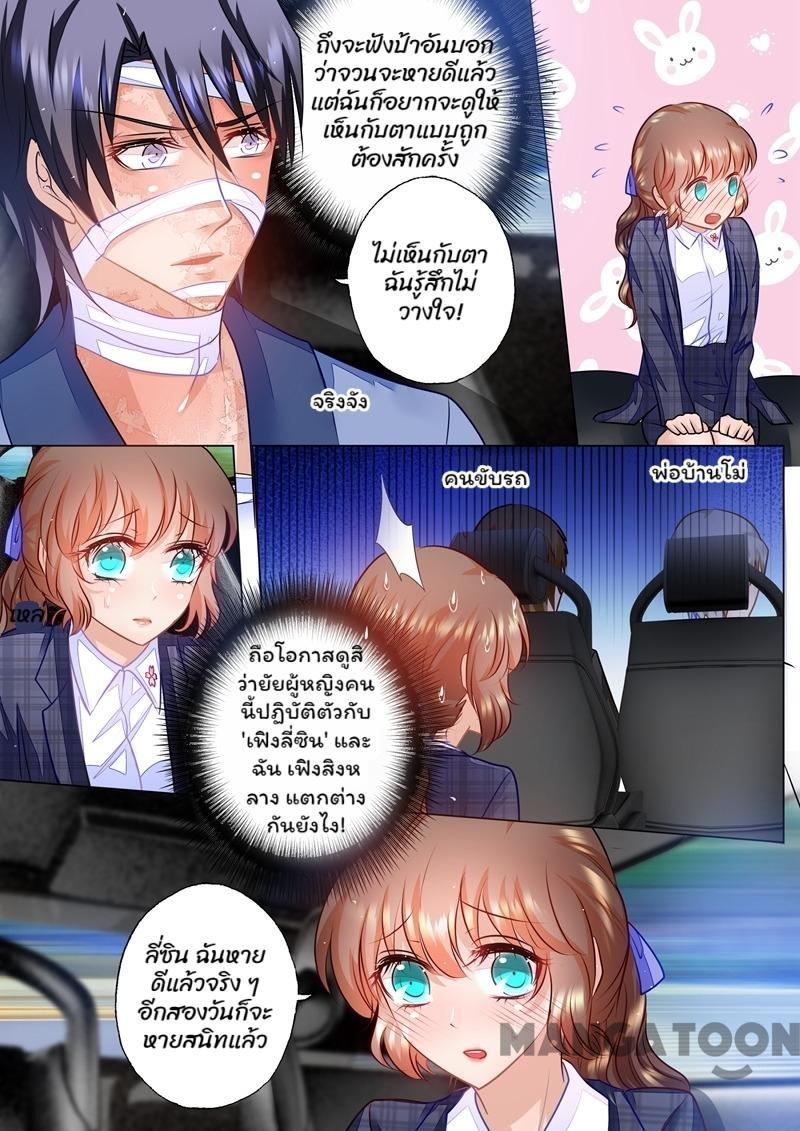 ถึงจะฟังป้าอันบอก
ว่าจวนจะหายดีแล้ว
แต่ฉันก็อยากจะดูให้
เห็นกับตาแบบถูก
ต้องสักครั้ง
ไม่เห็นกับตา
ฉันรู้สึกไม่
วางใจ!
จริงจัง
คนขับรถ
พ่อบ้านโม่
เหล่
ถือโอกาสดูสิ
ว่ายัยผู้หญิงคน
นี้ปฏิบัติตัวกับ
'เฟิงลี่ซิน' และ
ฉัน เฟิงสิงห
ลาง แตกต่าง
กันยังไง!
ลี่ซิน ฉันหาย
ดีแล้วจริง ๆ
อีกสองวันก็จะ
หายสนิทแล้ว
MANGATOON